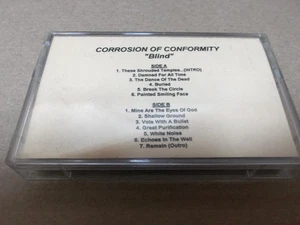 CORROSION OF CONFORMITY
"Blind"
SIDE A
1. These Shrouded Temples...(INTRO)
2. Damned For All Time
3. The Dance Of The Dead
4. Buried
5. Break The Circle
6. Painted Smiling Face
SIDE B
1. Mine Are The Eyes Of God
2. Shallow Ground
3. Vote With A Bullet
4. Great Purification
5. White Noise
6. Echoes In The Well
7. Remain (Outro)